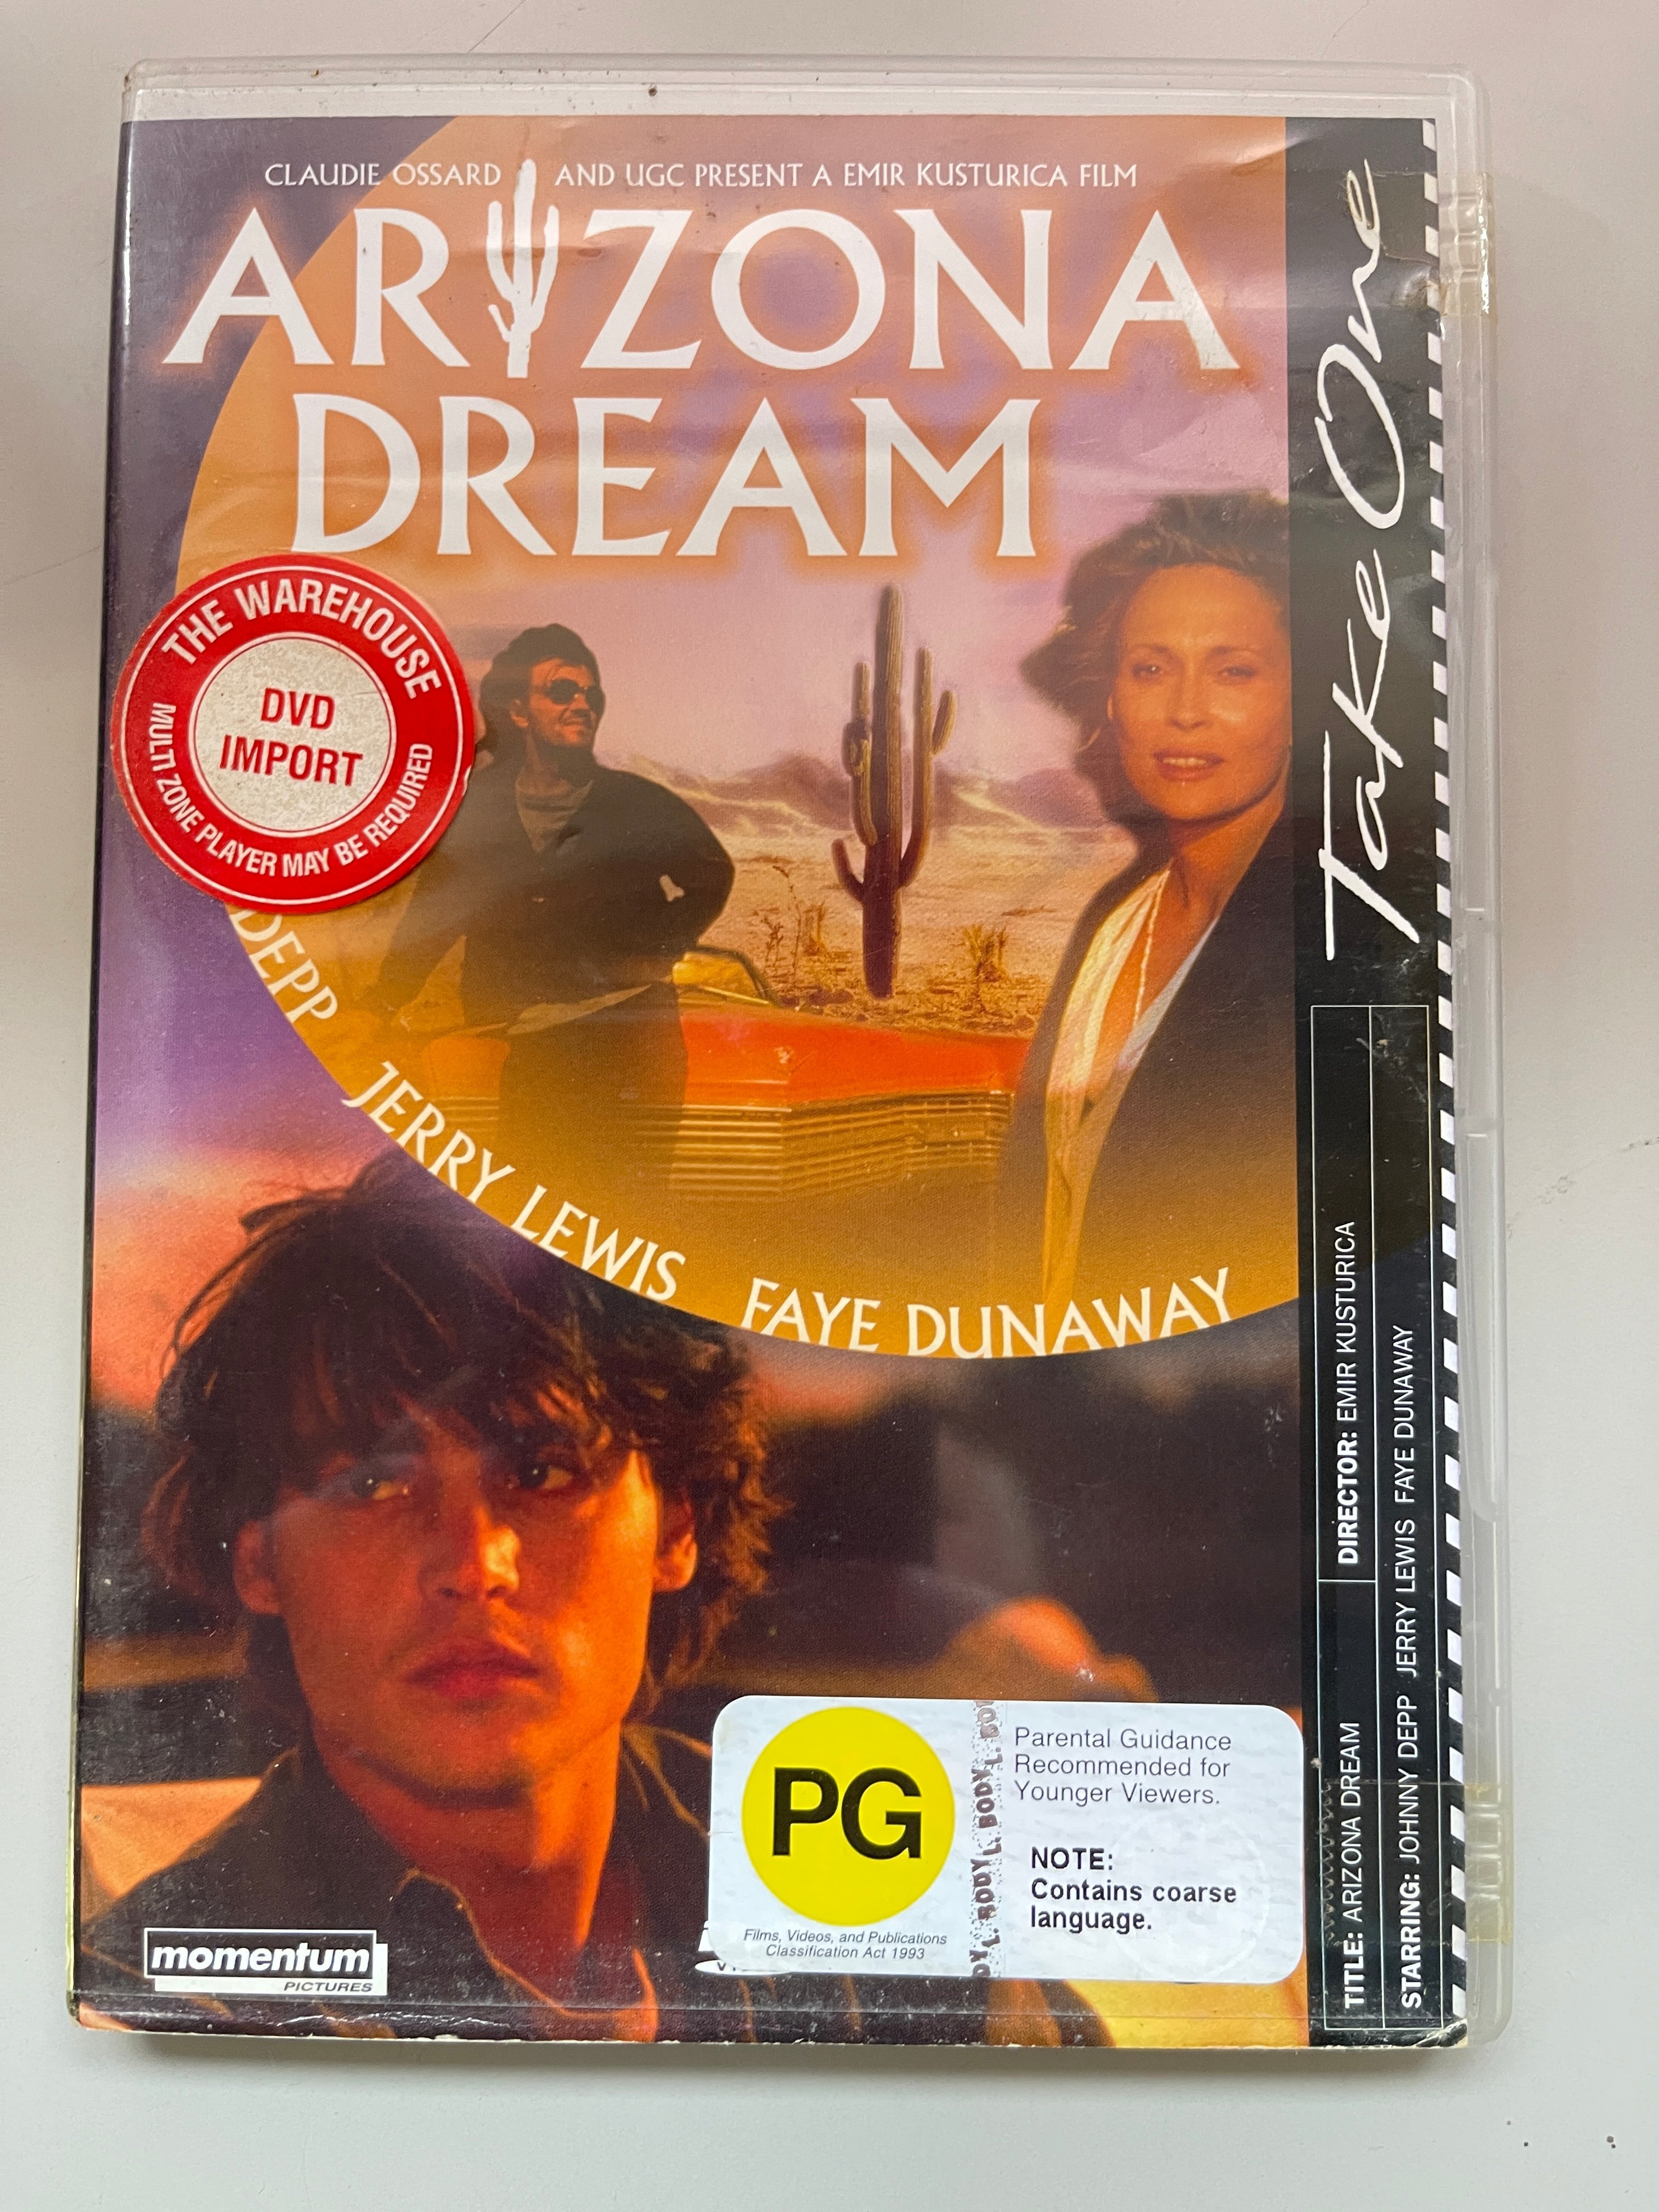 CLAUDIE OSSARD AND UGC PRESENT A EMIR KUSTURICA FILM
ARIZONA
DREAM
THE WAREHOUSE
DVD
IMPORT
MULTI ZONE PLAYER MAY BE REQUIRED
DEPP JERRY LEWIS FAYE DUNAWAY
Take One
TITLE: ARIZONA DREAM DIRECTOR: EMIR KUSTURICA
STARRING: JOHNNY DEPP JERRY LEWIS FAYE DUNAWAY
PG
Films, Videos, and Publications
Classification Act 1993
BODY L. BODY L.
Parental Guidance
Recommended for
Younger Viewers.
NOTE:
Contains coarse
language.
momentum
PICTURES